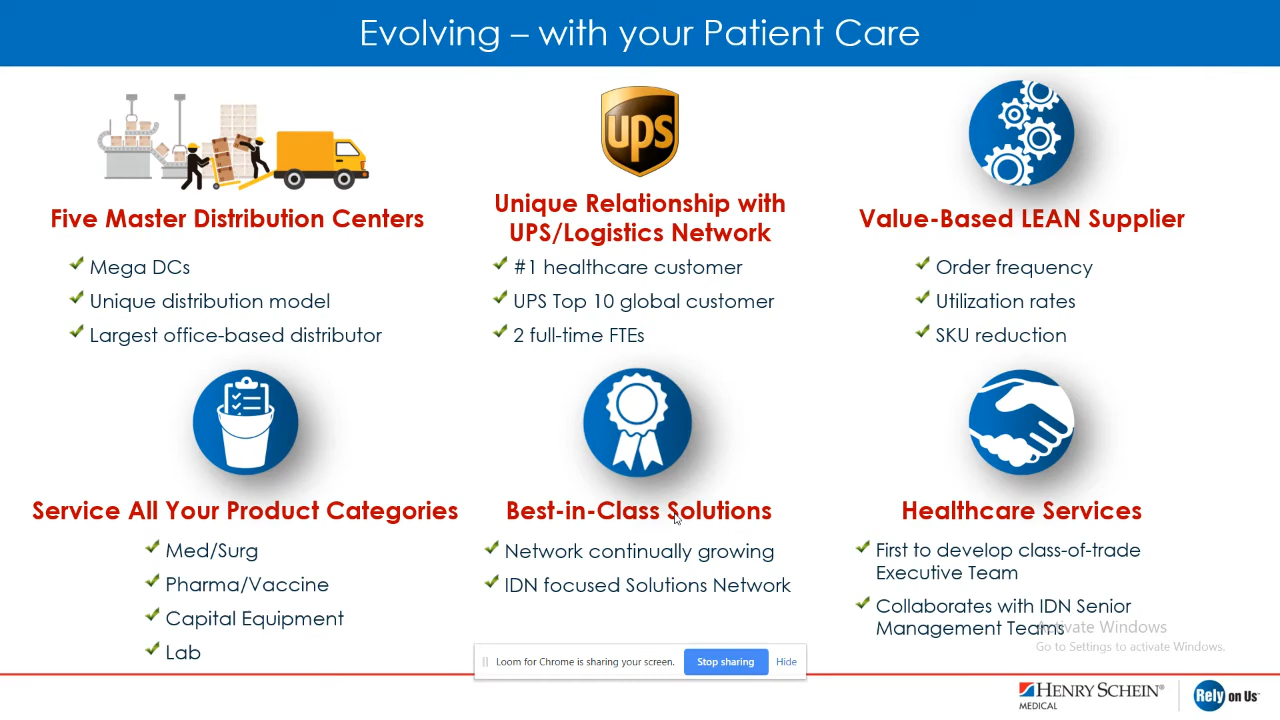 Evolving – with your Patient Care
ups
Five Master Distribution Centers
Mega DCs
Unique distribution model
Largest office-based distributor
Unique Relationship with
UPS/Logistics Network
#1 healthcare customer
UPS Top 10 global customer
2 full-time FTEs
Value-Based LEAN Supplier
Order frequency
Utilization rates
SKU reduction
Service All Your Product Categories
Med/Surg
Pharma/Vaccine
Capital Equipment
Lab
Best-in-Class Solutions
Network continually growing
IDN focused Solutions Network
Healthcare Services
First to develop class-of-trade
Executive Team
Collaborates with IDN Senior
Management Teams
Activate Windows
Go to Settings to activate Windows.
Loom for Chrome is sharing your screen.
Stop sharing
Hide
HENRY SCHEIN®
MEDICAL
Rely on Us™